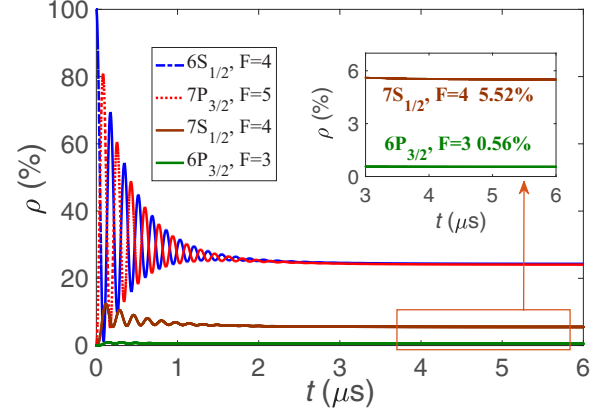 100
80
60
40
20
0
ρ (%)
0 1 2 3 4 5 6
t (μs)
6S1/2, F=4
7P3/2, F=5
7S1/2, F=4
6P3/2, F=3
6
3
0
ρ (%)
7S1/2, F=4 5.52%
6P3/2, F=3 0.56%
3 4 5 6
t (μs)